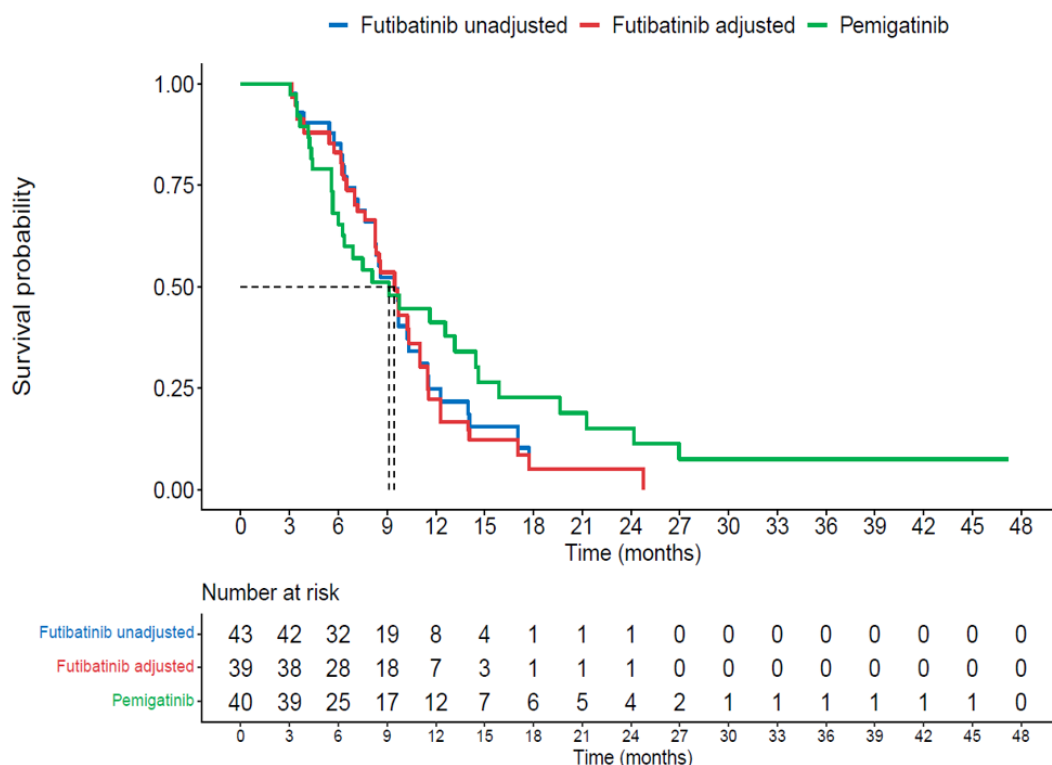 Futibatinib unadjusted Futibatinib adjusted Pemigatinib
Survival probability
1.00
0.75
0.50
0.25
0.00
0 3 6 9 12 15 18 21 24 27 30 33 36 39 42 45 48
Time (months)
Number at risk
Futibatinib unadjusted 43 42 32 19 8 4 1 1 1 0 0 0 0 0 0 0 0
Futibatinib adjusted 39 38 28 18 7 3 1 1 1 0 0 0 0 0 0 0 0
Pemigatinib 40 39 25 17 12 7 6 5 4 2 1 1 1 1 1 1 0
0 3 6 9 12 15 18 21 24 27 30 33 36 39 42 45 48
Time (months)